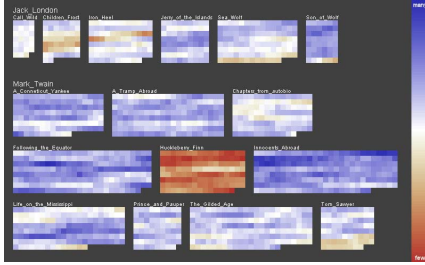 Jack_London
Call_Wild Children_Frost Iron_Heel Jerry_of_the_Islands Sea_Wolf Son_of_Wolf
Mark_Twain
A_Conneticut_Yankee A_Tramp_Abroad Chapters_from_autobio
Following_the_Equator Huckleberry_Finn Innocents_Abroad
Life_on_the_Mississippi Prince_and_Pauper The_Gilded_Age Tom_Sawyer
many
few